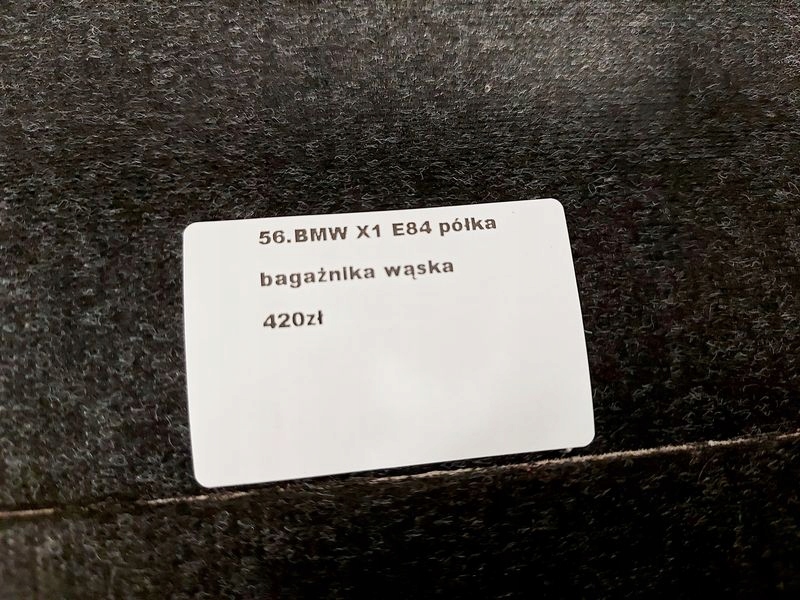 56.BMW X1 E84 półka
bagażnika wąska
420zł